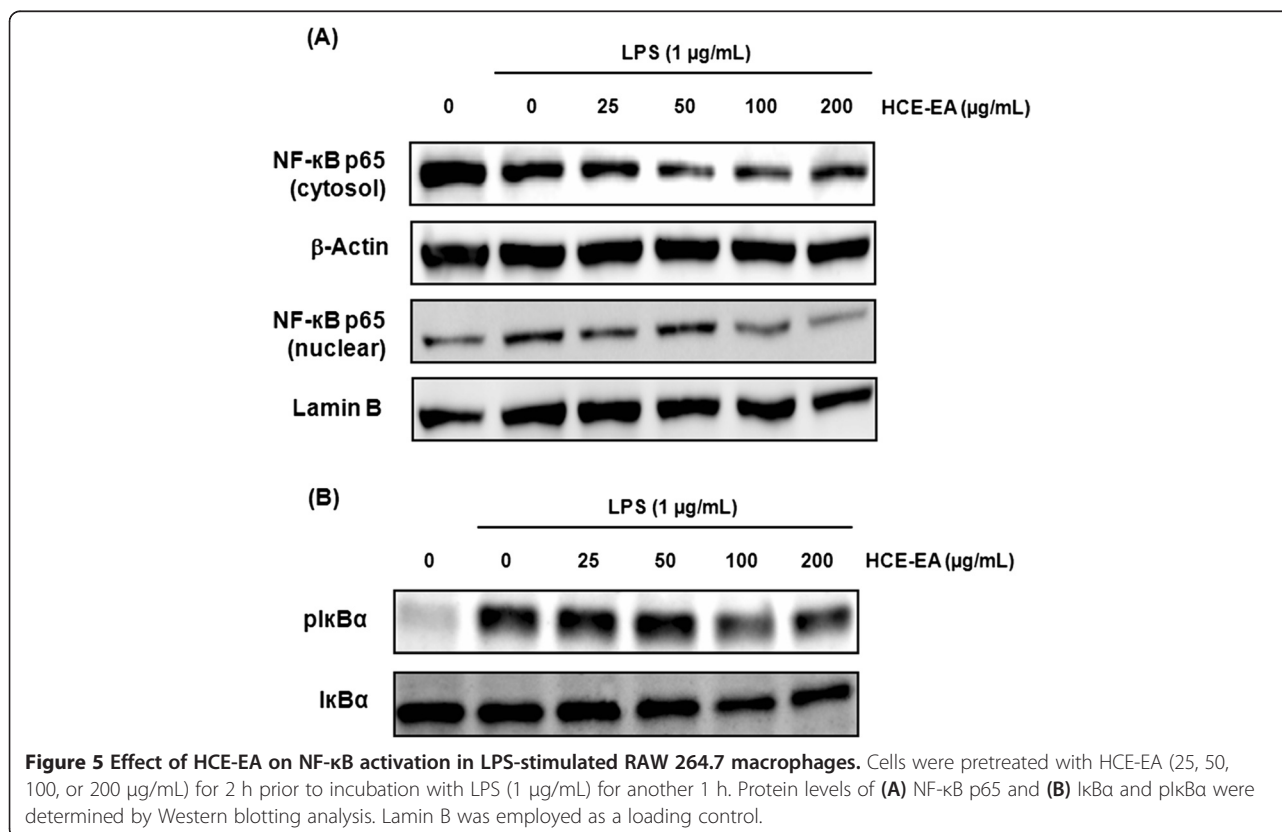 (A)
LPS (1 µg/mL)
0 0 25 50 100 200 HCE-EA (µg/mL)
NF-κB p65
(cytosol)
β-Actin
NF-κB p65
(nuclear)
Lamin B
(B)
LPS (1 µg/mL)
0 0 25 50 100 200 HCE-EA (µg/mL)
pIκBα
IκBα
Figure 5 Effect of HCE-EA on NF-κB activation in LPS-stimulated RAW 264.7 macrophages. Cells were pretreated with HCE-EA (25, 50,
100, or 200 µg/mL) for 2 h prior to incubation with LPS (1 µg/mL) for another 1 h. Protein levels of (A) NF-κB p65 and (B) IκBα and pIκBα were
determined by Western blotting analysis. Lamin B was employed as a loading control.